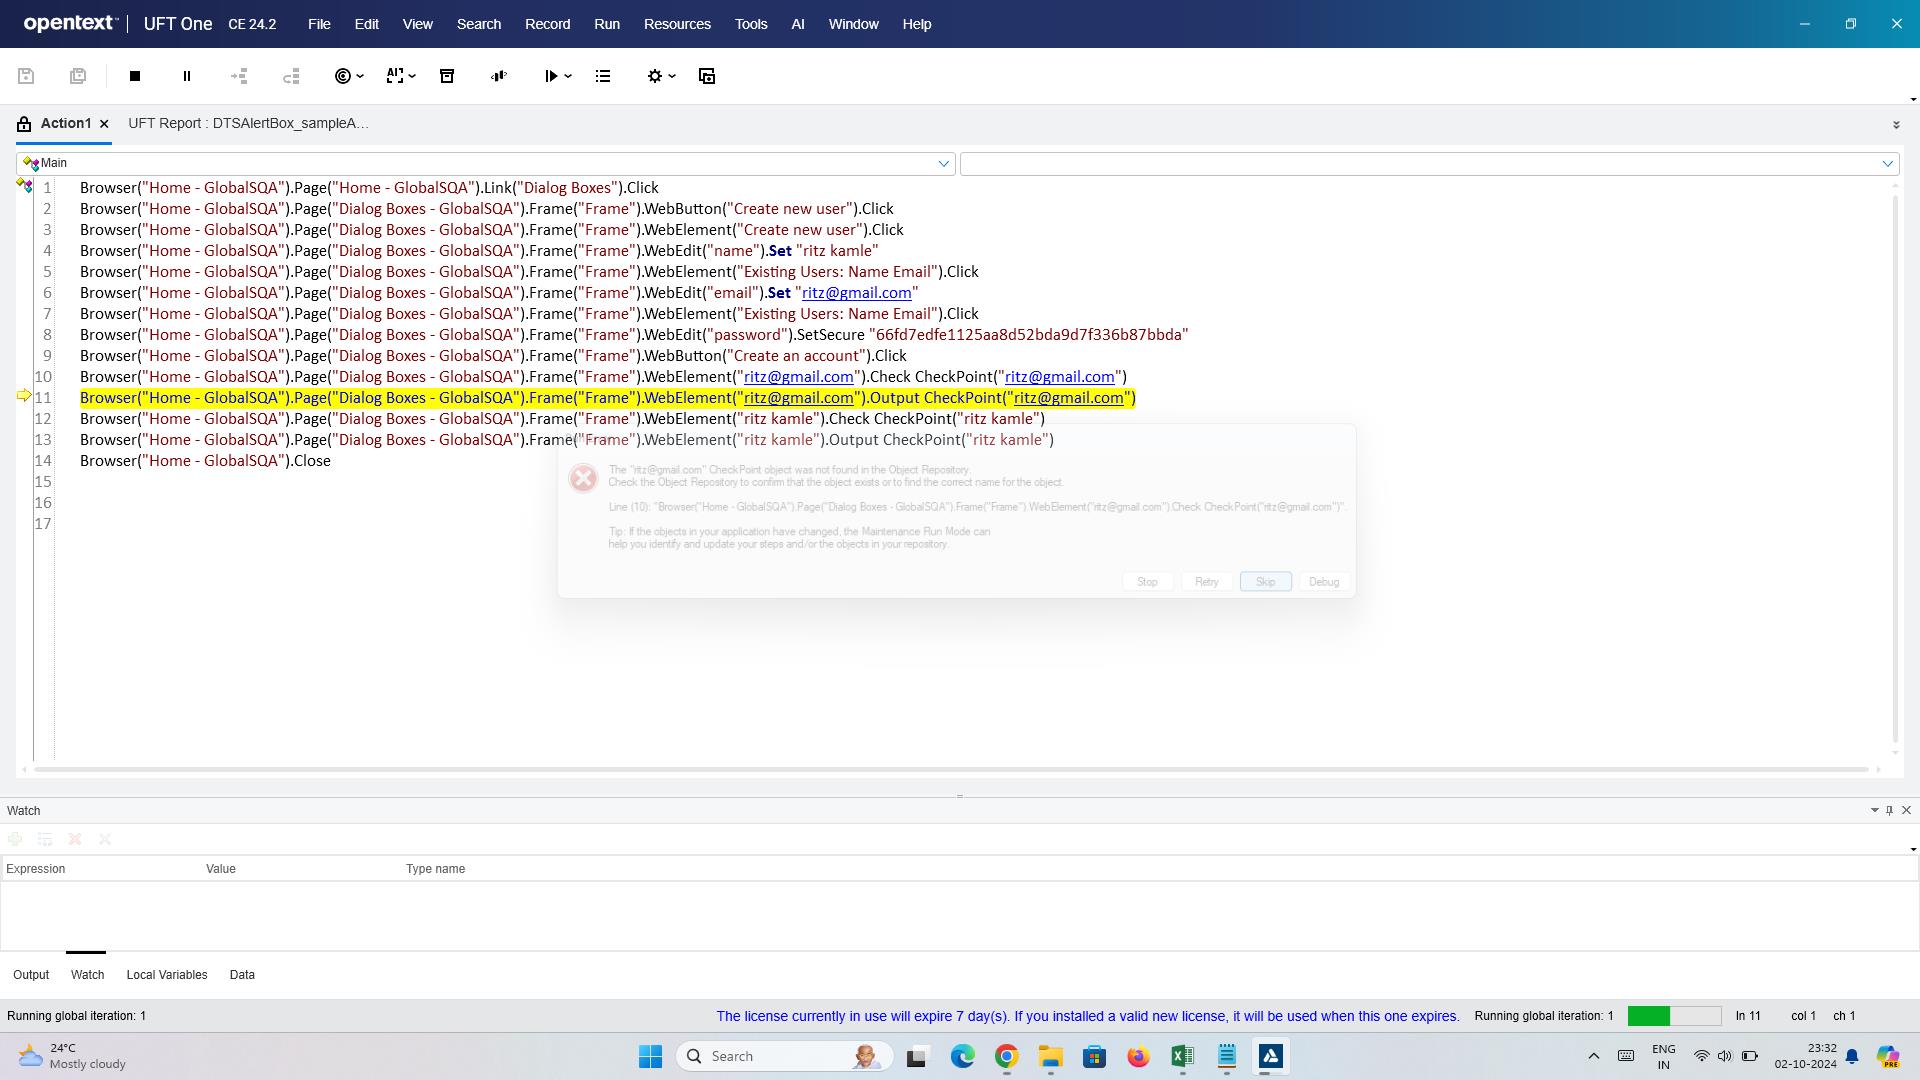 opentext™ | UFT One CE 24.2 File Edit View Search Record Run Resources Tools AI Window Help
Action1 × UFT Report : DTSAlertBox_sampleA...
Main
1 Browser("Home - GlobalSQA").Page("Home - GlobalSQA").Link("Dialog Boxes").Click
2 Browser("Home - GlobalSQA").Page("Dialog Boxes - GlobalSQA").Frame("Frame").WebButton("Create new user").Click
3 Browser("Home - GlobalSQA").Page("Dialog Boxes - GlobalSQA").Frame("Frame").WebElement("Create new user").Click
4 Browser("Home - GlobalSQA").Page("Dialog Boxes - GlobalSQA").Frame("Frame").WebEdit("name").Set "ritz kamle"
5 Browser("Home - GlobalSQA").Page("Dialog Boxes - GlobalSQA").Frame("Frame").WebElement("Existing Users: Name Email").Click
6 Browser("Home - GlobalSQA").Page("Dialog Boxes - GlobalSQA").Frame("Frame").WebEdit("email").Set "ritz@gmail.com"
7 Browser("Home - GlobalSQA").Page("Dialog Boxes - GlobalSQA").Frame("Frame").WebElement("Existing Users: Name Email").Click
8 Browser("Home - GlobalSQA").Page("Dialog Boxes - GlobalSQA").Frame("Frame").WebEdit("password").SetSecure "66fd7edfe1125aa8d52bda9d7f336b87bbda"
9 Browser("Home - GlobalSQA").Page("Dialog Boxes - GlobalSQA").Frame("Frame").WebButton("Create an account").Click
10 Browser("Home - GlobalSQA").Page("Dialog Boxes - GlobalSQA").Frame("Frame").WebElement("ritz@gmail.com").Check CheckPoint("ritz@gmail.com")
11 Browser("Home - GlobalSQA").Page("Dialog Boxes - GlobalSQA").Frame("Frame").WebElement("ritz@gmail.com").Output CheckPoint("ritz@gmail.com")
12 Browser("Home - GlobalSQA").Page("Dialog Boxes - GlobalSQA").Frame("Frame").WebElement("ritz kamle").Check CheckPoint("ritz kamle")
13 Browser("Home - GlobalSQA").Page("Dialog Boxes - GlobalSQA").Frame("Frame").WebElement("ritz kamle").Output CheckPoint("ritz kamle")
14 Browser("Home - GlobalSQA").Close
15
16
17
The "ritz@gmail.com" CheckPoint object was not found in the Object Repository.
Check the Object Repository to confirm that the object exists or to find the correct name for the object.
Line (10): "Browser("Home - GlobalSQA").Page("Dialog Boxes - GlobalSQA").Frame("Frame").WebElement("ritz@gmail.com").Check CheckPoint("ritz@gmail.com")".
Tip: If the objects in your application have changed, the Maintenance Run Mode can
help you identify and update your steps and/or the objects in your repository.
Stop Retry Skip Debug
Watch
Expression Value Type name
Output Watch Local Variables Data
Running global iteration: 1 The license currently in use will expire 7 day(s). If you installed a valid new license, it will be used when this one expires. Running global iteration: 1 ln 11 col 1 ch 1
24°C
Mostly cloudy
Search
ENG
IN
23:32
02-10-2024
PRE